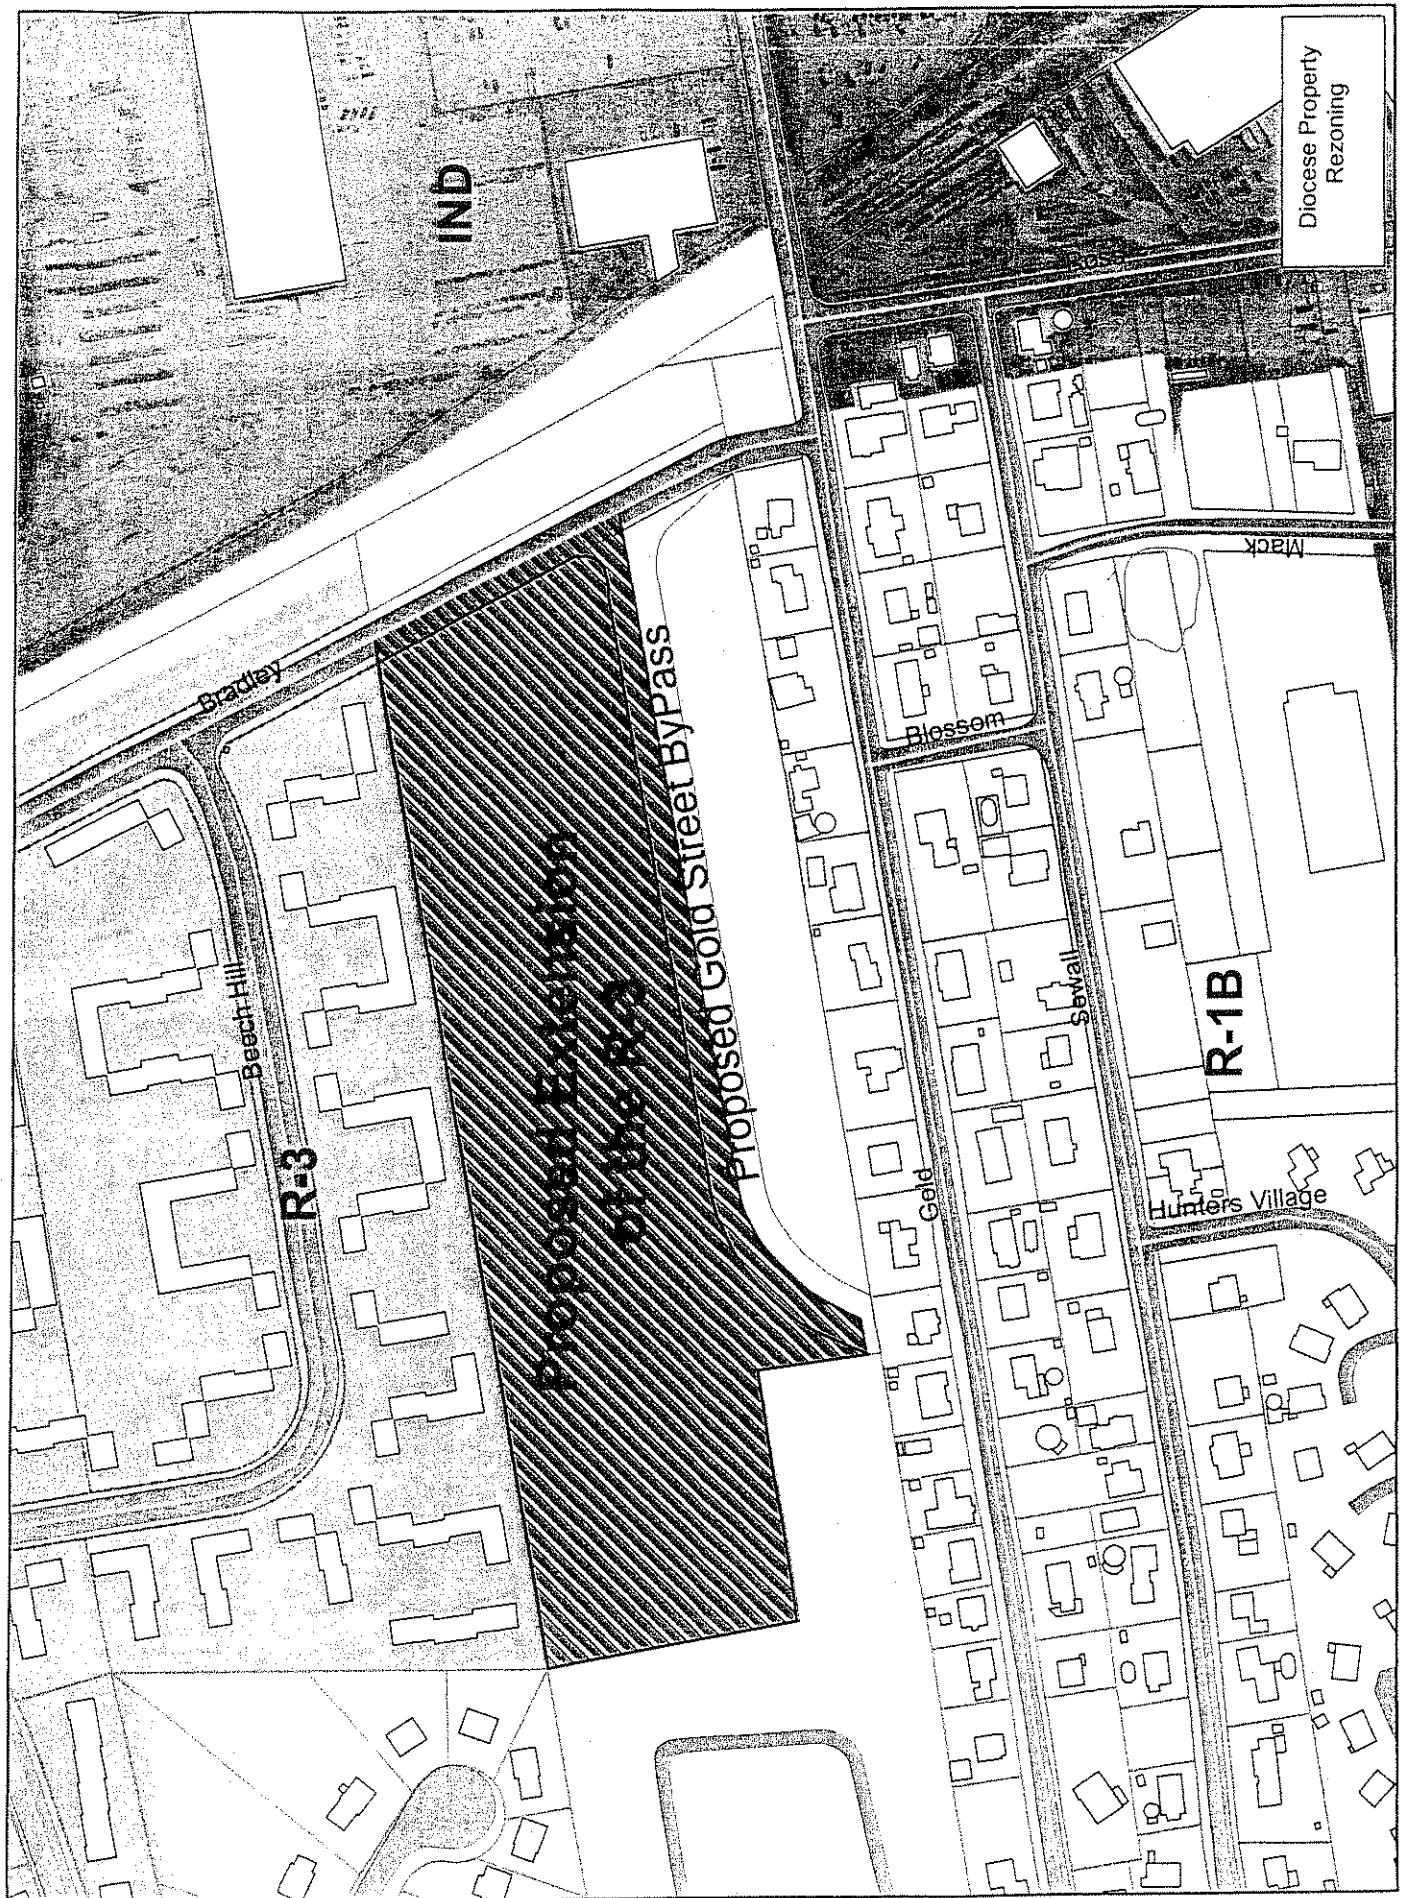 Diocese Property
Rezoning
IND
Ross
Mack
Bradley
Proposed Extension
of the R-3
Proposed Gold Street ByPass
Blossom
Beech Hill
R-3
Gold
Sewall
R-1B
Hunters Village